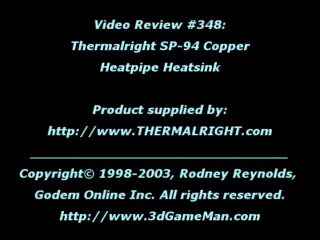 Video Review #348:
Thermalright SP-94 Copper
Heatpipe Heatsink
Product supplied by:
http://www.THERMALRIGHT.com
Copyright© 1998-2003, Rodney Reynolds,
Godem Online Inc. All rights reserved.
http://www.3dGameMan.com